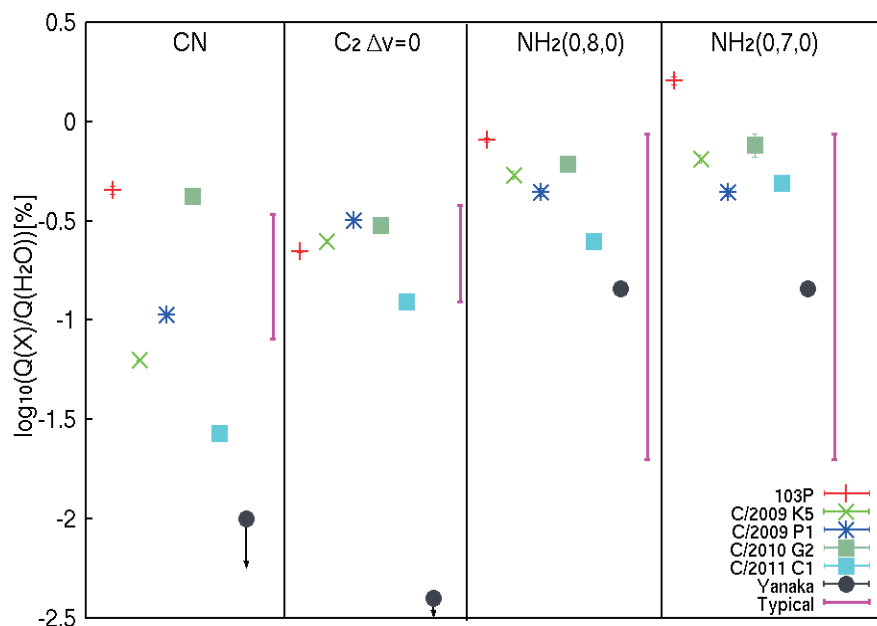 CN
C₂ Δv=0
NH₂(0,8,0)
NH₂(0,7,0)
log₁₀(Q(X)/Q(H₂O))[%]
0.5
0
-0.5
-1
-1.5
-2
-2.5
103P
C/2009 K5
C/2009 P1
C/2010 G2
C/2011 C1
Yanaka
Typical